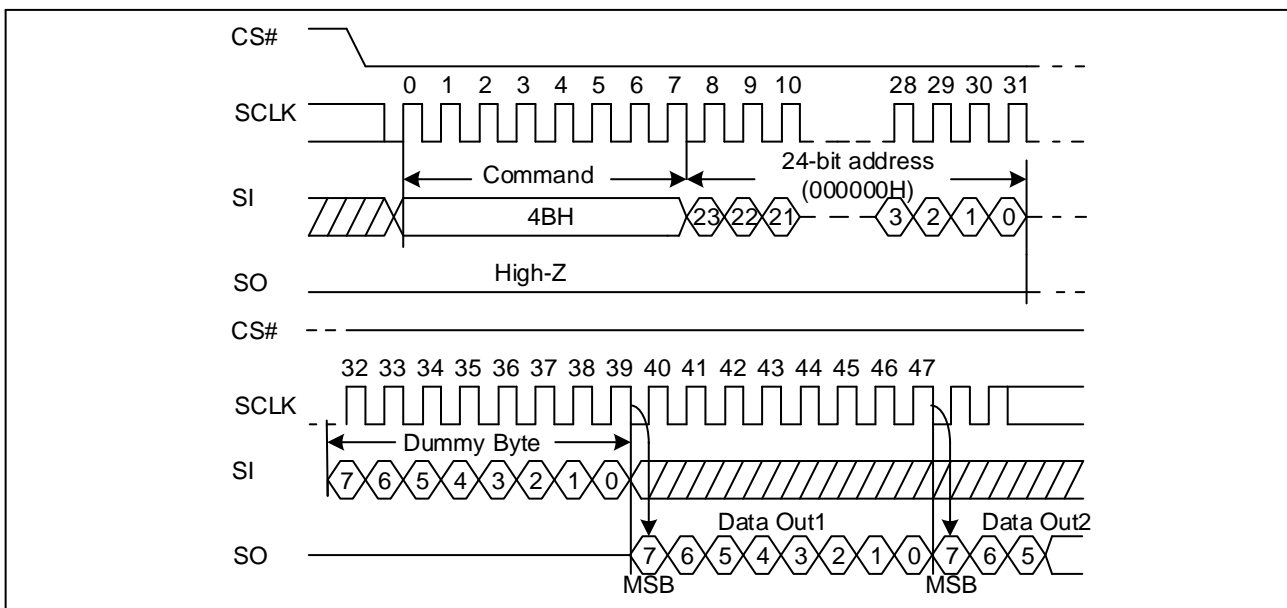 CS#
0 1 2 3 4 5 6 7 8 9 10 28 29 30 31
SCLK
Command
24-bit address
(000000H)
SI
4BH
23 22 21 3 2 1 0
High-Z
SO
CS#
32 33 34 35 36 37 38 39 40 41 42 43 44 45 46 47
SCLK
Dummy Byte
SI
7 6 5 4 3 2 1 0
Data Out1 Data Out2
SO
7 6 5 4 3 2 1 0 7 6 5
MSB MSB